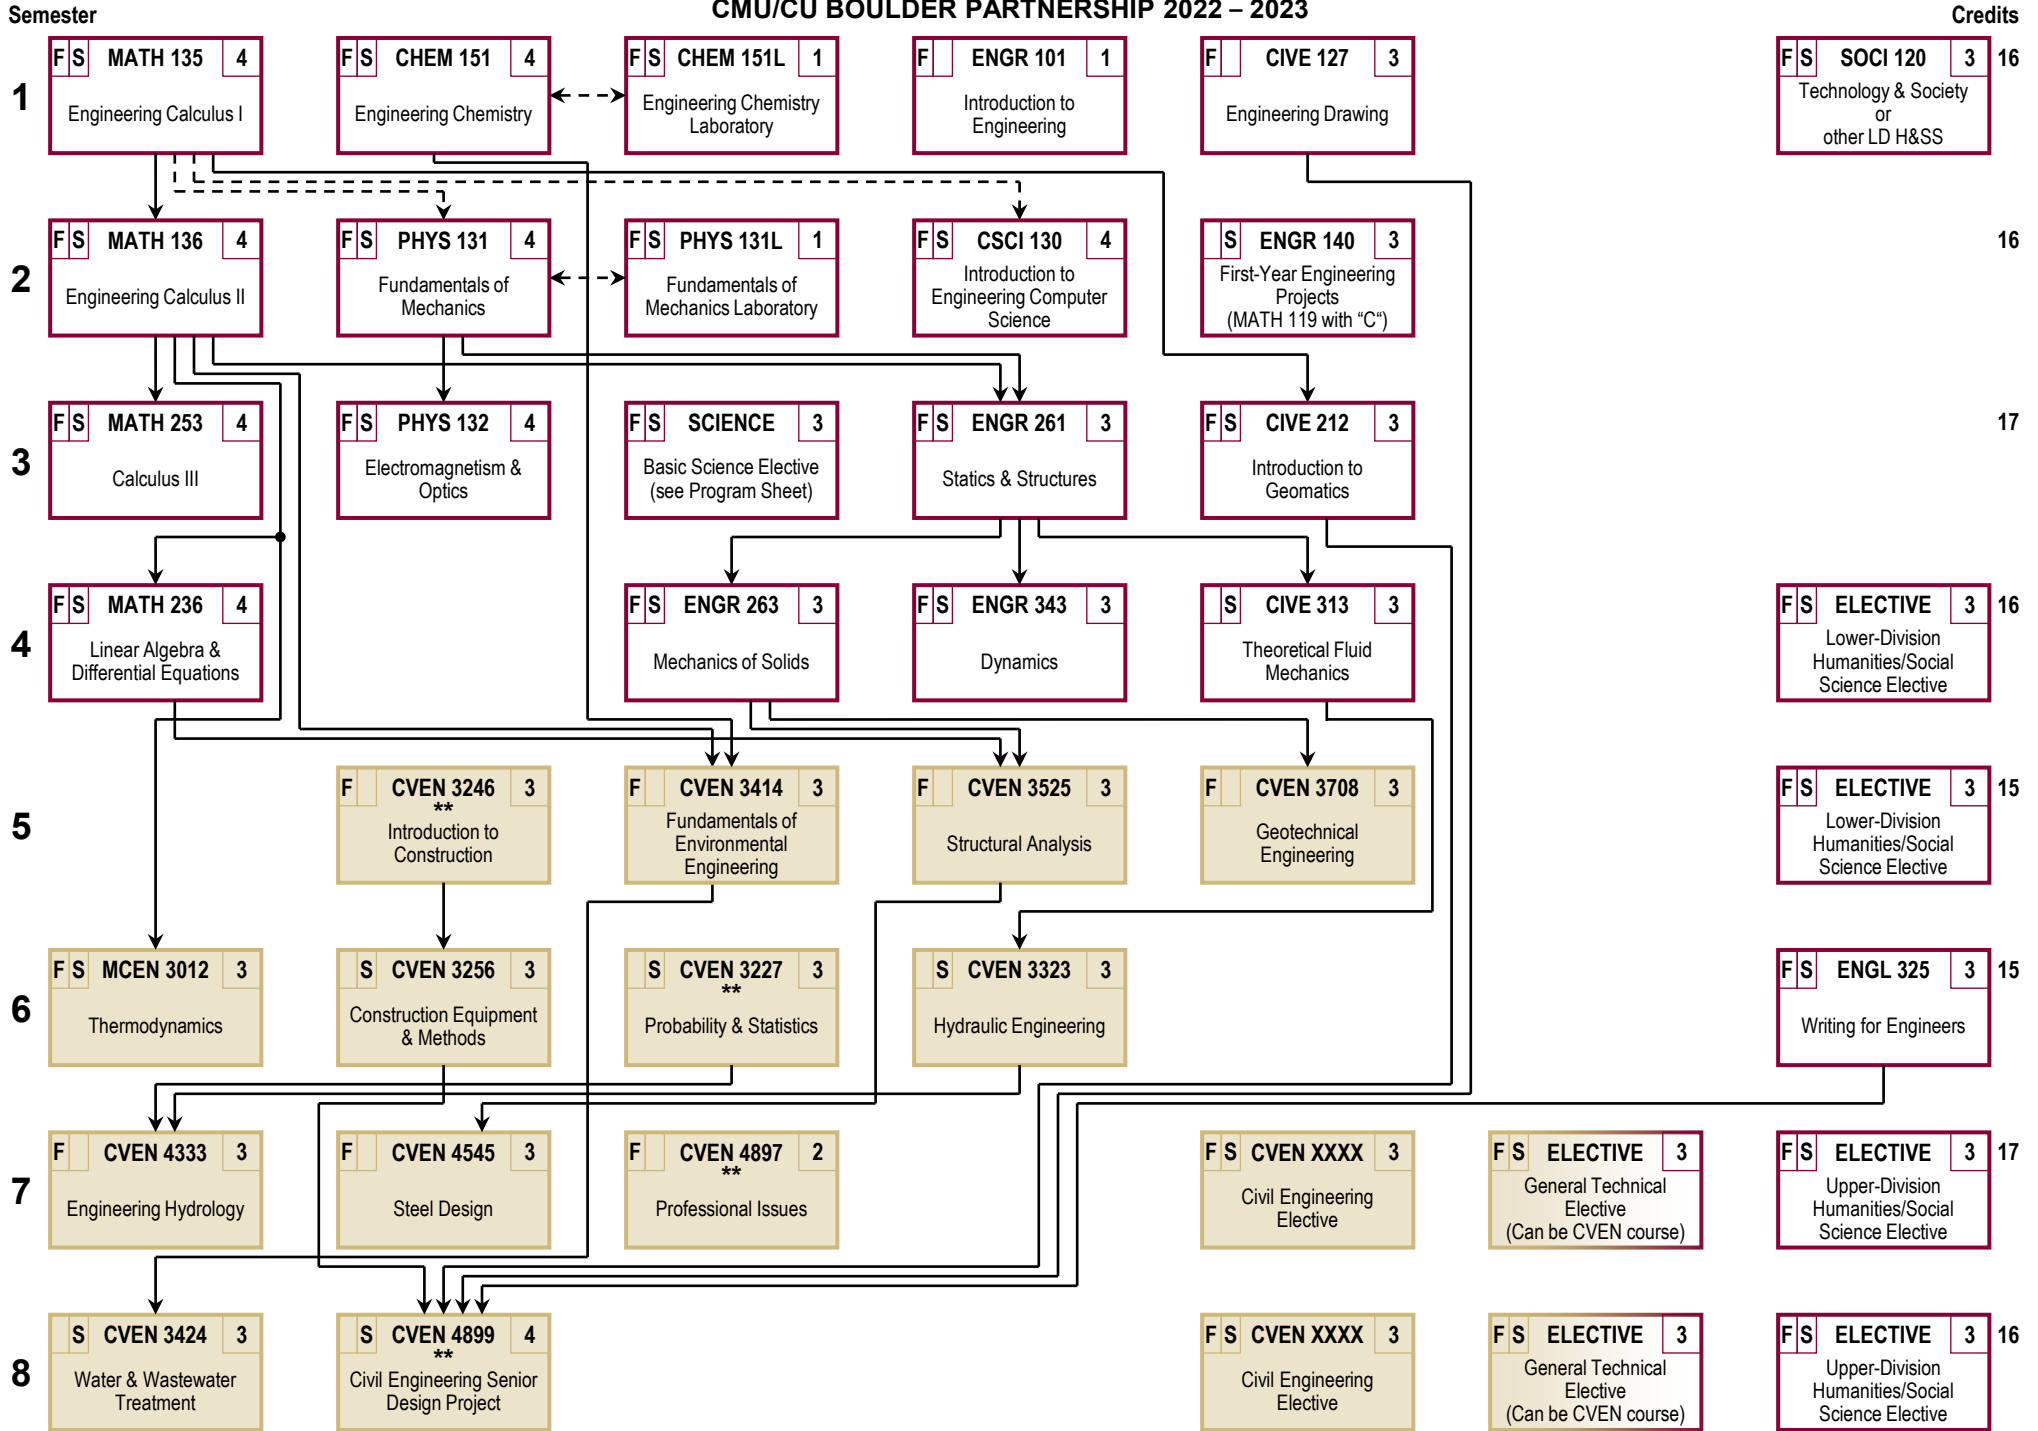 CMU/CU BOULDER PARTNERSHIP 2022 – 2023
Semester
Credits
1
F S MATH 135 4
Engineering Calculus I
F S CHEM 151 4
Engineering Chemistry
F S CHEM 151L 1
Engineering Chemistry
Laboratory
F ENGR 101 1
Introduction to
Engineering
F CIVE 127 3
Engineering Drawing
F S SOCI 120 3
Technology & Society
or
other LD H&SS
16
2
F S MATH 136 4
Engineering Calculus II
F S PHYS 131 4
Fundamentals of
Mechanics
F S PHYS 131L 1
Fundamentals of
Mechanics Laboratory
F S CSCI 130 4
Introduction to
Engineering Computer
Science
S ENGR 140 3
First-Year Engineering
Projects
(MATH 119 with “C“)
16
3
F S MATH 253 4
Calculus III
F S PHYS 132 4
Electromagnetism &
Optics
F S SCIENCE 3
Basic Science Elective
(see Program Sheet)
F S ENGR 261 3
Statics & Structures
F S CIVE 212 3
Introduction to
Geomatics
17
4
F S MATH 236 4
Linear Algebra &
Differential Equations
F S ENGR 263 3
Mechanics of Solids
F S ENGR 343 3
Dynamics
S CIVE 313 3
Theoretical Fluid
Mechanics
F S ELECTIVE 3
Lower-Division
Humanities/Social
Science Elective
16
5
F CVEN 3246 3
**
Introduction to
Construction
F CVEN 3414 3
Fundamentals of
Environmental
Engineering
F CVEN 3525 3
Structural Analysis
F CVEN 3708 3
Geotechnical
Engineering
F S ELECTIVE 3
Lower-Division
Humanities/Social
Science Elective
15
6
F S MCEN 3012 3
Thermodynamics
S CVEN 3256 3
Construction Equipment
& Methods
S CVEN 3227 3
**
Probability & Statistics
S CVEN 3323 3
Hydraulic Engineering
F S ENGL 325 3
Writing for Engineers
15
7
F CVEN 4333 3
Engineering Hydrology
F CVEN 4545 3
Steel Design
F CVEN 4897 2
**
Professional Issues
F S CVEN XXXX 3
Civil Engineering
Elective
F S ELECTIVE 3
General Technical
Elective
(Can be CVEN course)
F S ELECTIVE 3
Upper-Division
Humanities/Social
Science Elective
17
8
S CVEN 3424 3
Water & Wastewater
Treatment
S CVEN 4899 4
**
Civil Engineering Senior
Design Project
F S CVEN XXXX 3
Civil Engineering
Elective
F S ELECTIVE 3
General Technical
Elective
(Can be CVEN course)
F S ELECTIVE 3
Upper-Division
Humanities/Social
Science Elective
16